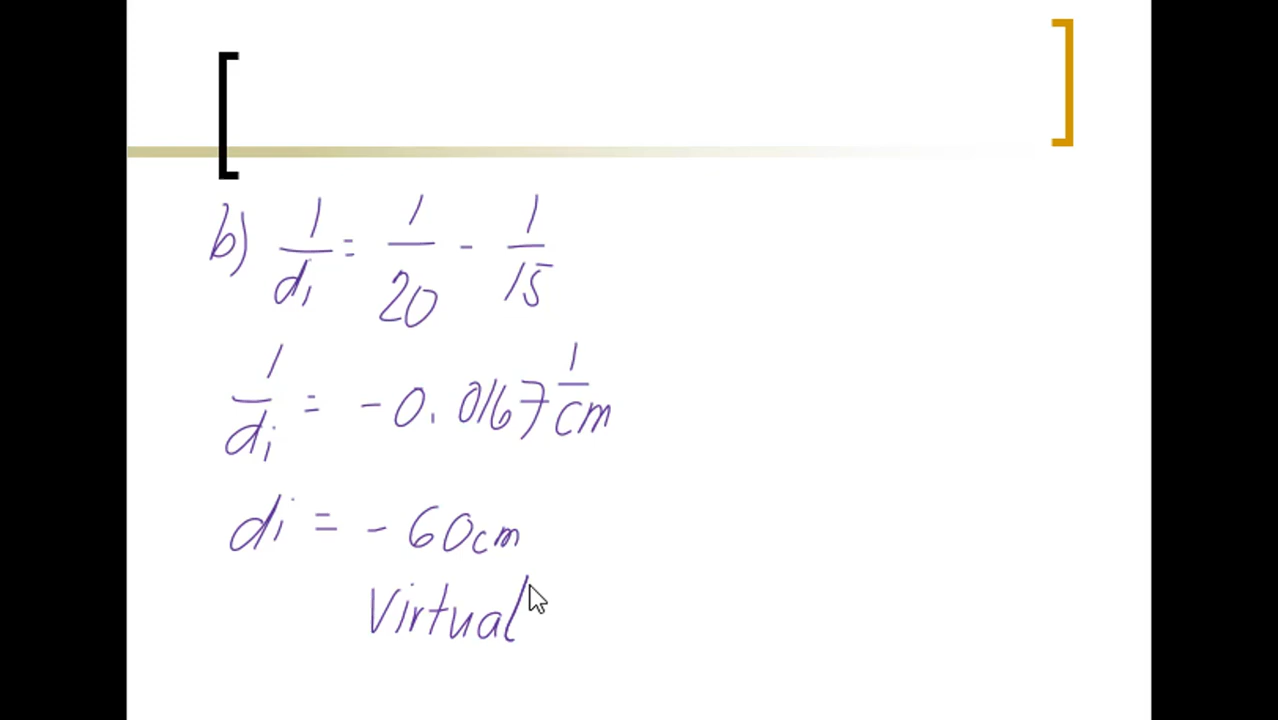 b) 1/di = 1/20 - 1/15
1/di = -0.0167 1/cm
di = -60cm
Virtual